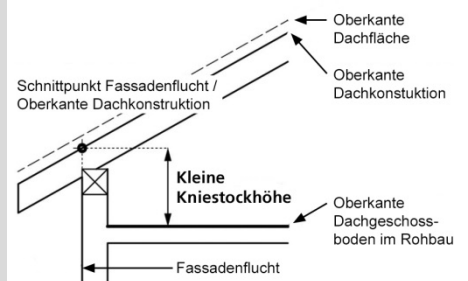 Oberkante
Dachfläche
Oberkante
Dachkonstuktion
Schnittpunkt Fassadenflucht /
Oberkante Dachkonstruktion
Kleine
Kniestockhöhe
Oberkante
Dachgeschoss-
boden im Rohbau
Fassadenflucht